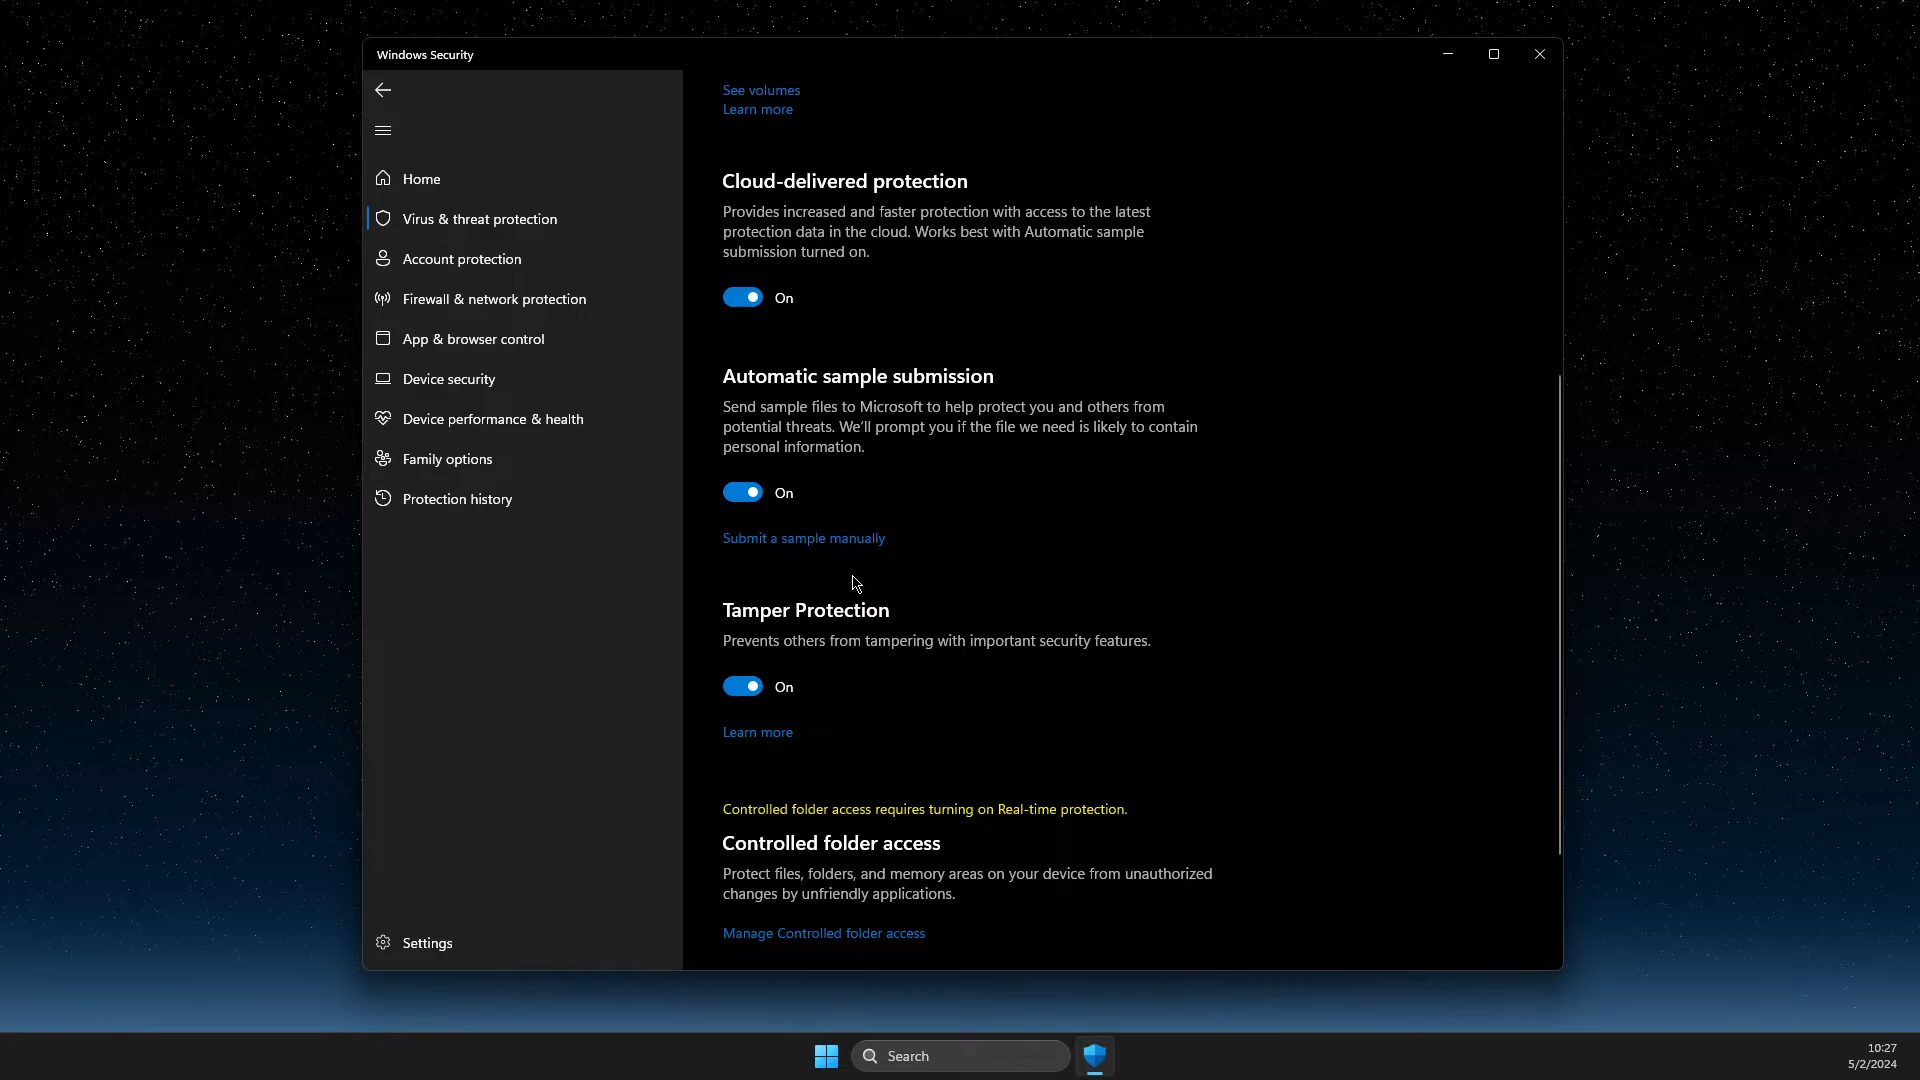 Windows Security
Home
Virus & threat protection
Account protection
Firewall & network protection
App & browser control
Device security
Device performance & health
Family options
Protection history
Settings
See volumes
Learn more
Cloud-delivered protection
Provides increased and faster protection with access to the latest
protection data in the cloud. Works best with Automatic sample
submission turned on.
On
Automatic sample submission
Send sample files to Microsoft to help protect you and others from
potential threats. We'll prompt you if the file we need is likely to contain
personal information.
On
Submit a sample manually
Tamper Protection
Prevents others from tampering with important security features.
On
Learn more
Controlled folder access requires turning on Real-time protection.
Controlled folder access
Protect files, folders, and memory areas on your device from unauthorized
changes by unfriendly applications.
Manage Controlled folder access
Search
10:27
5/2/2024